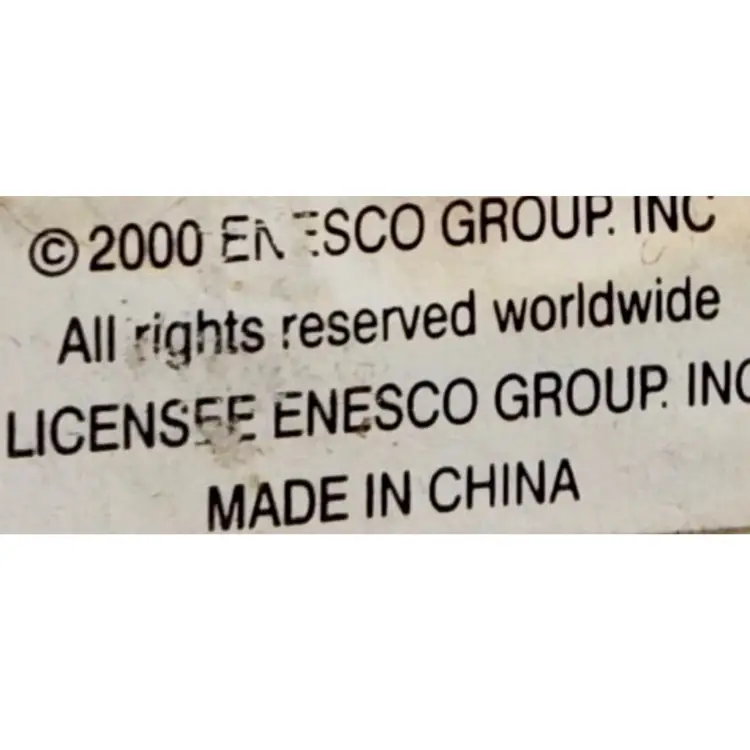 © 2000 ENESCO GROUP. INC
All rights reserved worldwide
LICENSEE ENESCO GROUP. INC
MADE IN CHINA